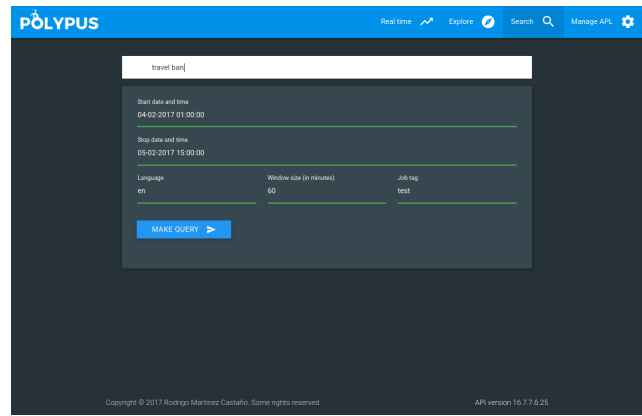 POLYPUS Real time Explore Search Manage APL
travel ban
Start date and time
04-02-2017 01:00:00
Stop date and time
05-02-2017 15:00:00
Language Window size (in minutes) Job tag
en 60 test
MAKE QUERY
Copyright © 2017 Rodrigo Martínez Castaño. Some rights reserved. API version 16.7.7.6.25